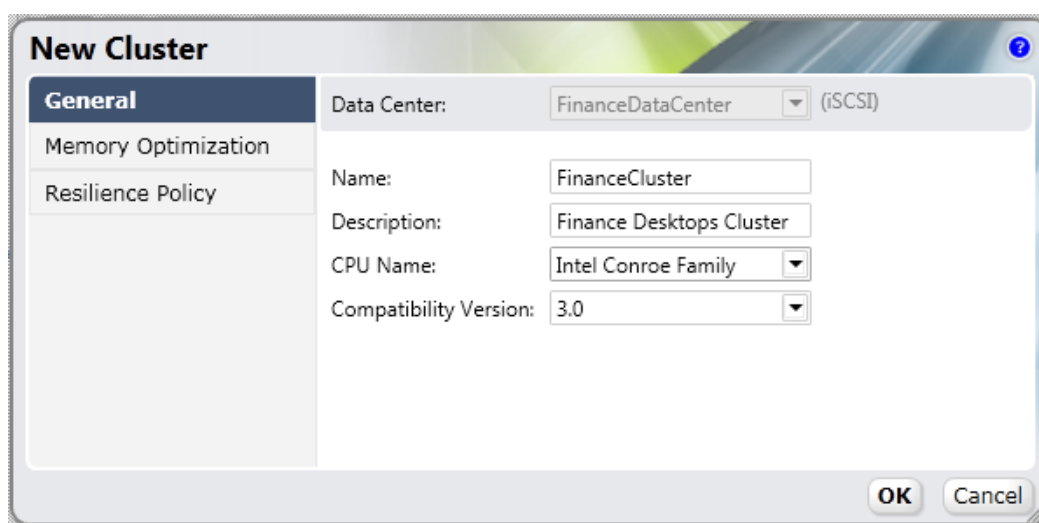 New Cluster
?
General
Data Center: FinanceDataCenter (iSCSI)
Memory Optimization
Resilience Policy
Name: FinanceCluster
Description: Finance Desktops Cluster
CPU Name: Intel Conroe Family
Compatibility Version: 3.0
OK Cancel